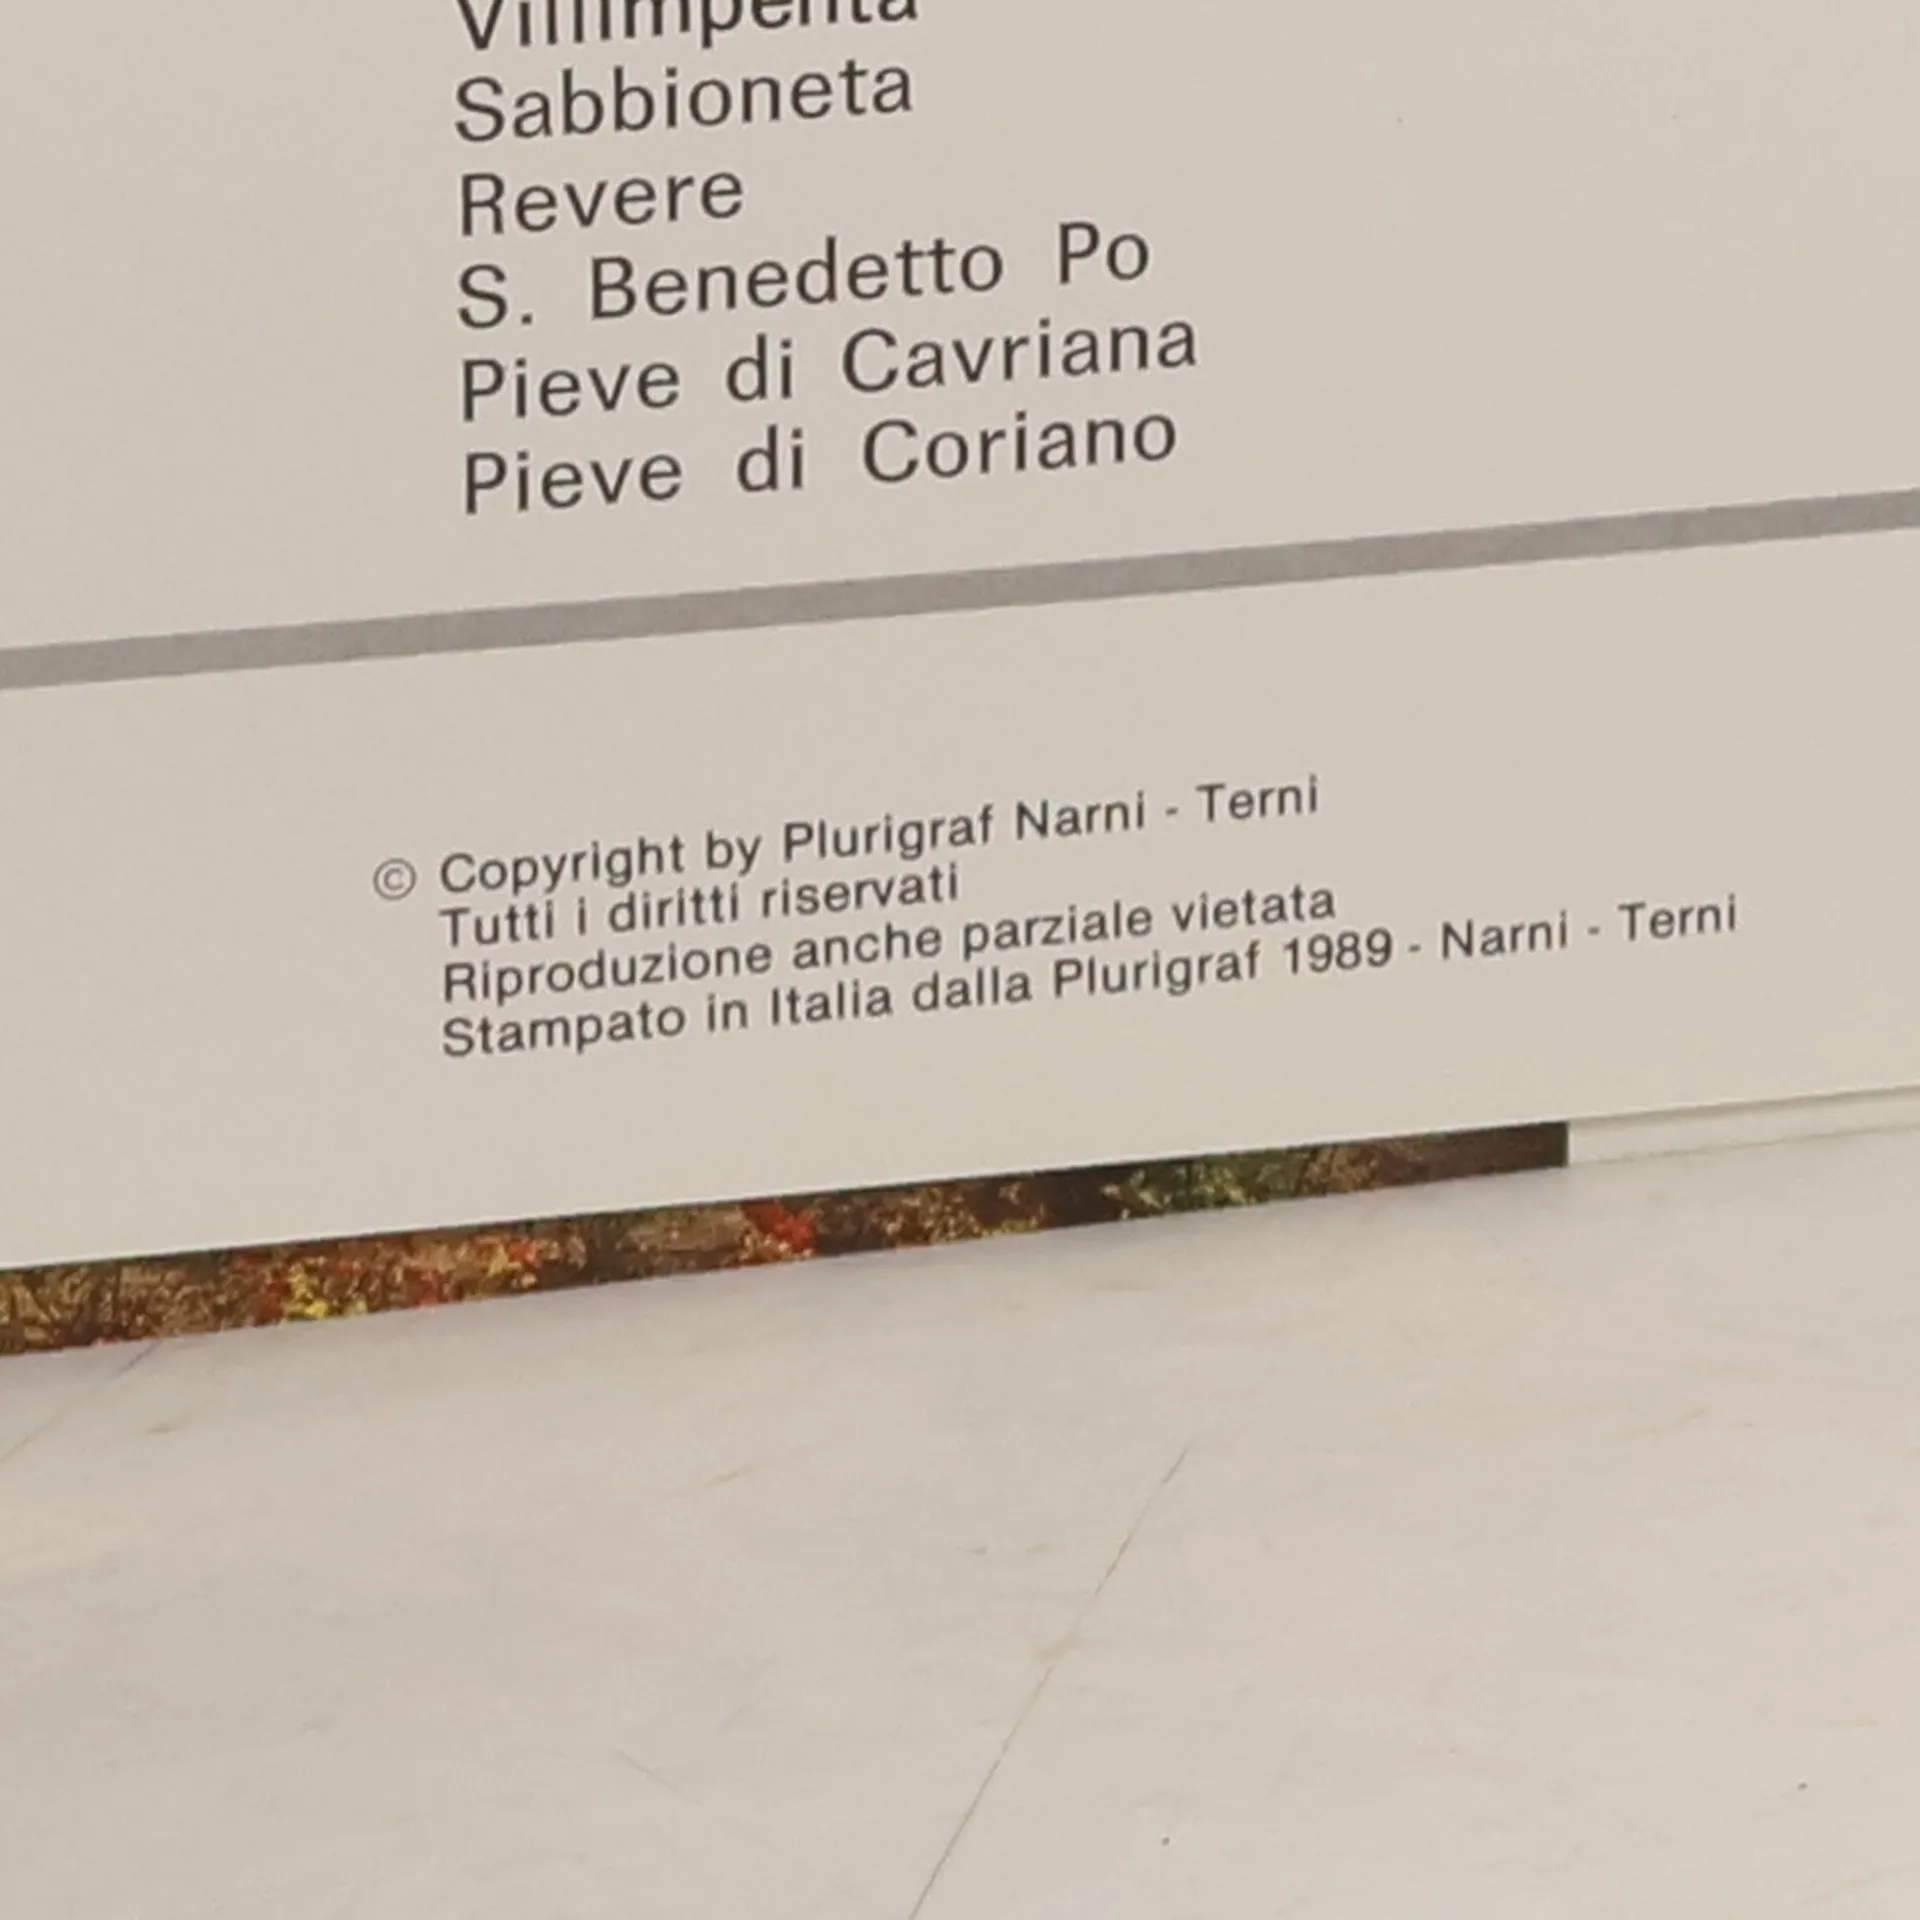 Villimpenta
Sabbioneta
Revere
S. Benedetto Po
Pieve di Cavriana
Pieve di Coriano
© Copyright by Plurigraf Narni - Terni
Tutti i diritti riservati
Riproduzione anche parziale vietata
Stampato in Italia dalla Plurigraf 1989 - Narni - Terni